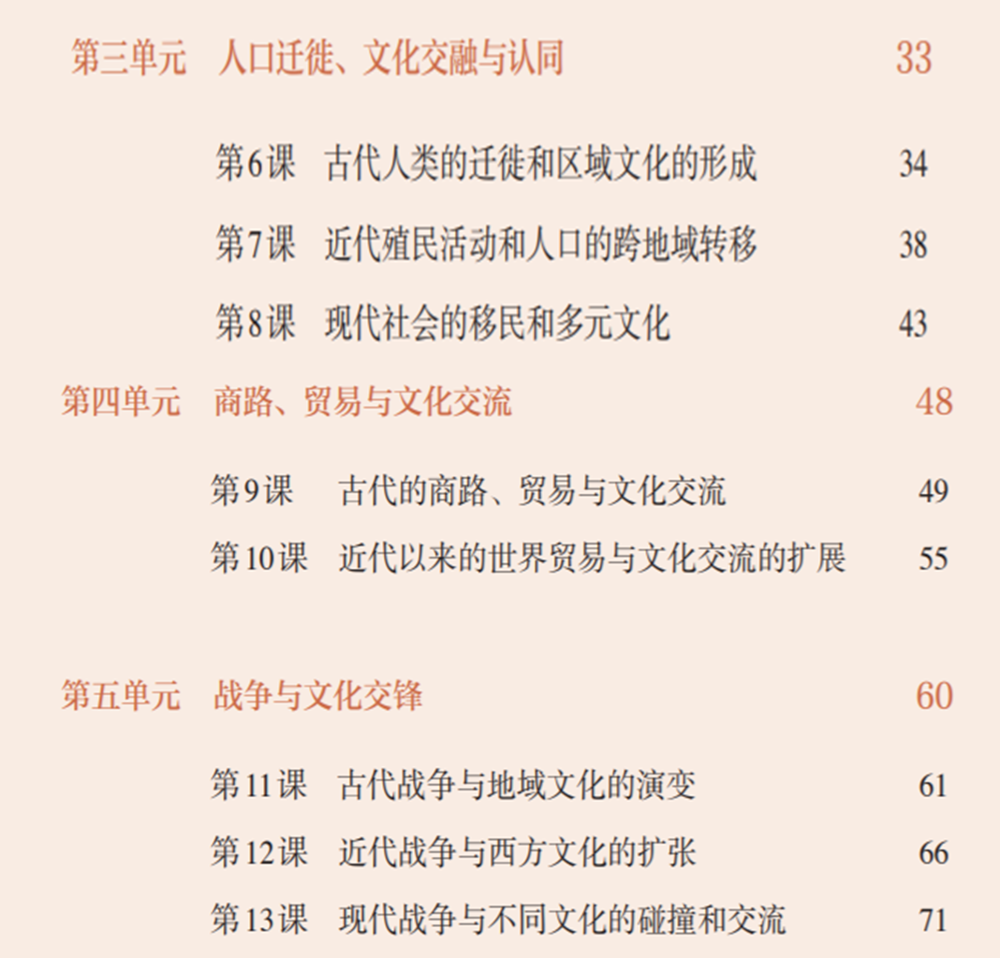 第三单元 人口迁徙、文化交融与认同 33
第6课 古代人类的迁徙和区域文化的形成 34
第7课 近代殖民活动和人口的跨地域转移 38
第8课 现代社会的移民和多元文化 43
第四单元 商路、贸易与文化交流 48
第9课 古代的商路、贸易与文化交流 49
第10课 近代以来的世界贸易与文化交流的扩展 55
第五单元 战争与文化交锋 60
第11课 古代战争与地域文化的演变 61
第12课 近代战争与西方文化的扩张 66
第13课 现代战争与不同文化的碰撞和交流 71